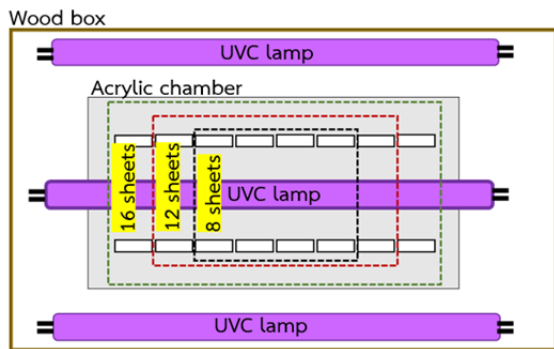 Wood box
UVC lamp
Acrylic chamber
16 sheets
12 sheets
8 sheets
UVC lamp
UVC lamp